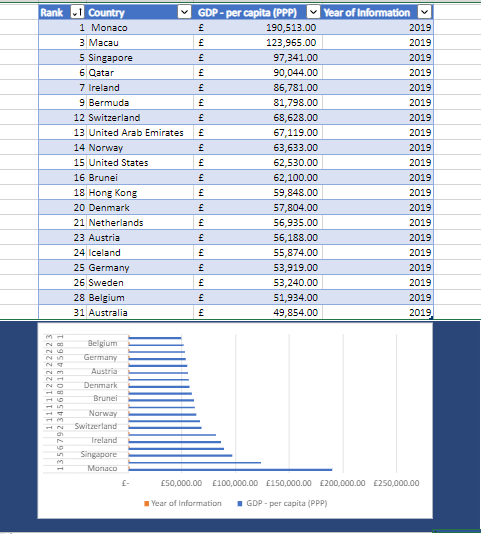 Rank Country GDP - per capita (PPP) Year of Information
1 Monaco £ 190,513.00 2019
3 Macau £ 123,965.00 2019
5 Singapore £ 97,341.00 2019
6 Qatar £ 90,044.00 2019
7 Ireland £ 86,781.00 2019
9 Bermuda £ 81,798.00 2019
12 Switzerland £ 68,628.00 2019
13 United Arab Emirates £ 67,119.00 2019
14 Norway £ 63,633.00 2019
15 United States £ 62,530.00 2019
16 Brunei £ 62,100.00 2019
18 Hong Kong £ 59,848.00 2019
20 Denmark £ 57,804.00 2019
21 Netherlands £ 56,935.00 2019
23 Austria £ 56,188.00 2019
24 Iceland £ 55,874.00 2019
25 Germany £ 53,919.00 2019
26 Sweden £ 53,240.00 2019
28 Belgium £ 51,934.00 2019
31 Australia £ 49,854.00 2019
Belgium
Germany
Austria
Denmark
Brunei
Norway
Switzerland
Ireland
Singapore
Monaco
£- £50,000.00 £100,000.00 £150,000.00 £200,000.00 £250,000.00
Year of Information GDP - per capita (PPP)